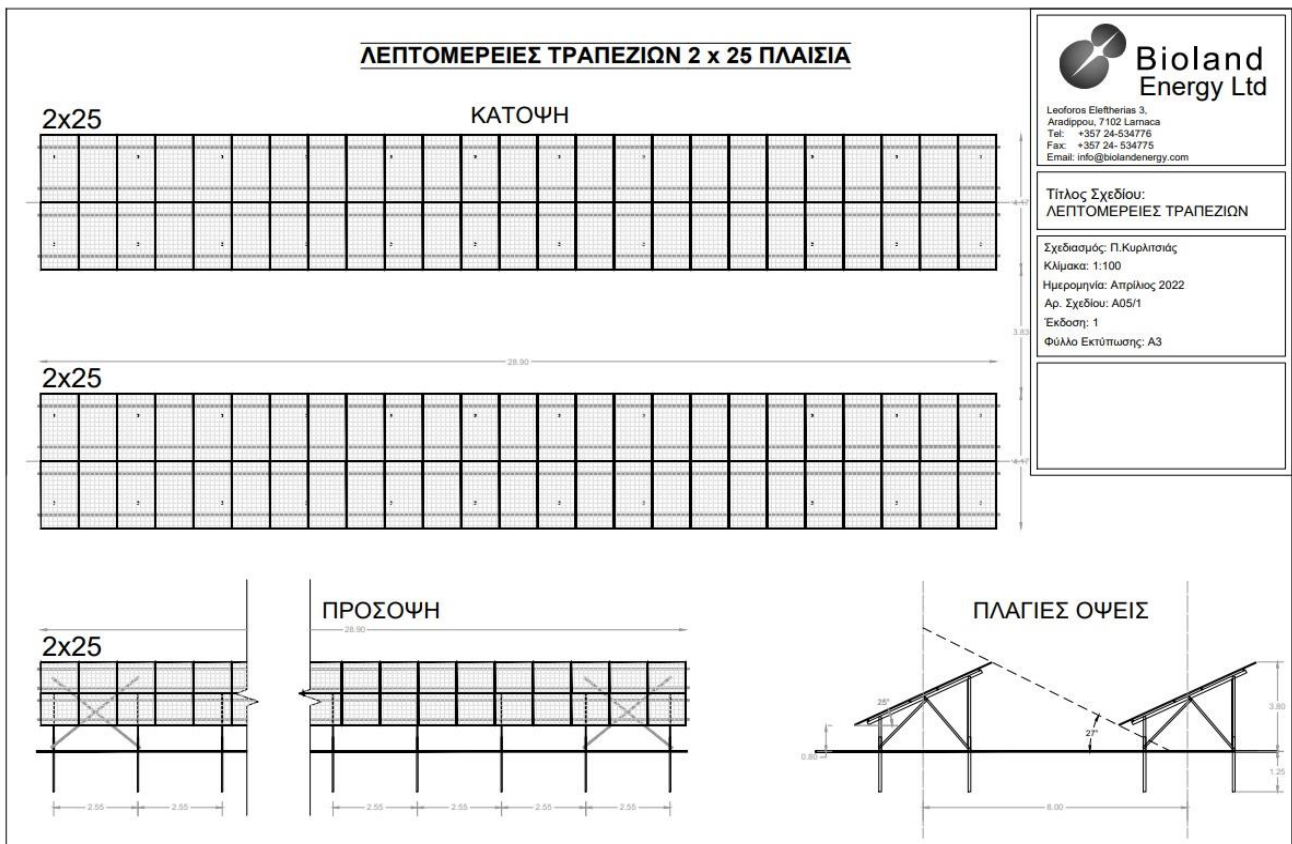 ΛΕΠΤΟΜΕΡΕΙΕΣ ΤΡΑΠΕΖΙΩΝ 2 x 25 ΠΛΑΙΣΙΑ
2x25
ΚΑΤΟΨΗ
4.17
3.83
28.90
2x25
4.17
ΠΡΟΣΟΨΗ
28.90
2x25
2.55
2.55
2.55
2.55
2.55
2.55
ΠΛΑΓΙΕΣ ΟΨΕΙΣ
25°
27°
0.80
3.80
1.25
8.00
Bioland
Energy Ltd
Leoforos Eleftherias 3,
Aradippou, 7102 Larnaca
Tel: +357 24-534776
Fax: +357 24- 534775
Email: info@biolandenergy.com
Τίτλος Σχεδίου:
ΛΕΠΤΟΜΕΡΕΙΕΣ ΤΡΑΠΕΖΙΩΝ
Σχεδιασμός: Π.Κυρλιτσιάς
Κλίμακα: 1:100
Ημερομηνία: Απρίλιος 2022
Αρ. Σχεδίου: A05/1
Έκδοση: 1
Φύλλο Εκτύπωσης: A3